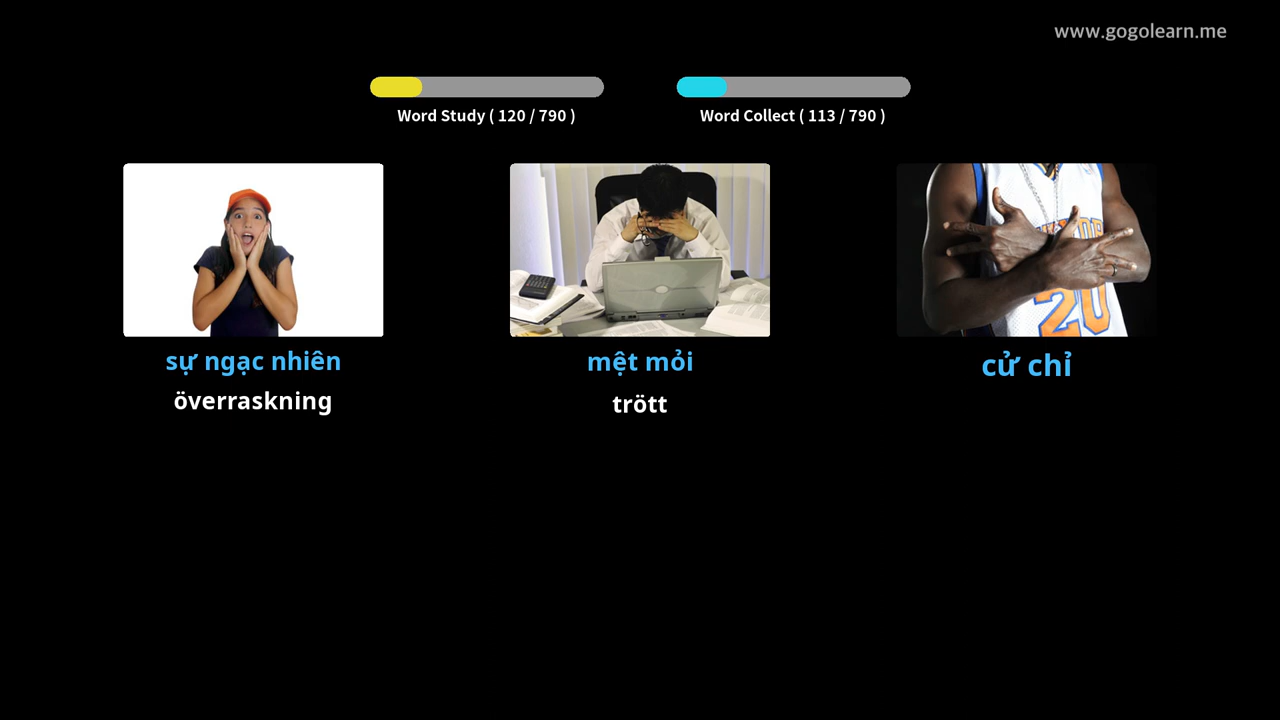 www.gogolearn.me
Word Study ( 120 / 790 )
Word Collect ( 113 / 790 )
sự ngạc nhiên
mệt mỏi
cử chỉ
överraskning
trött
20